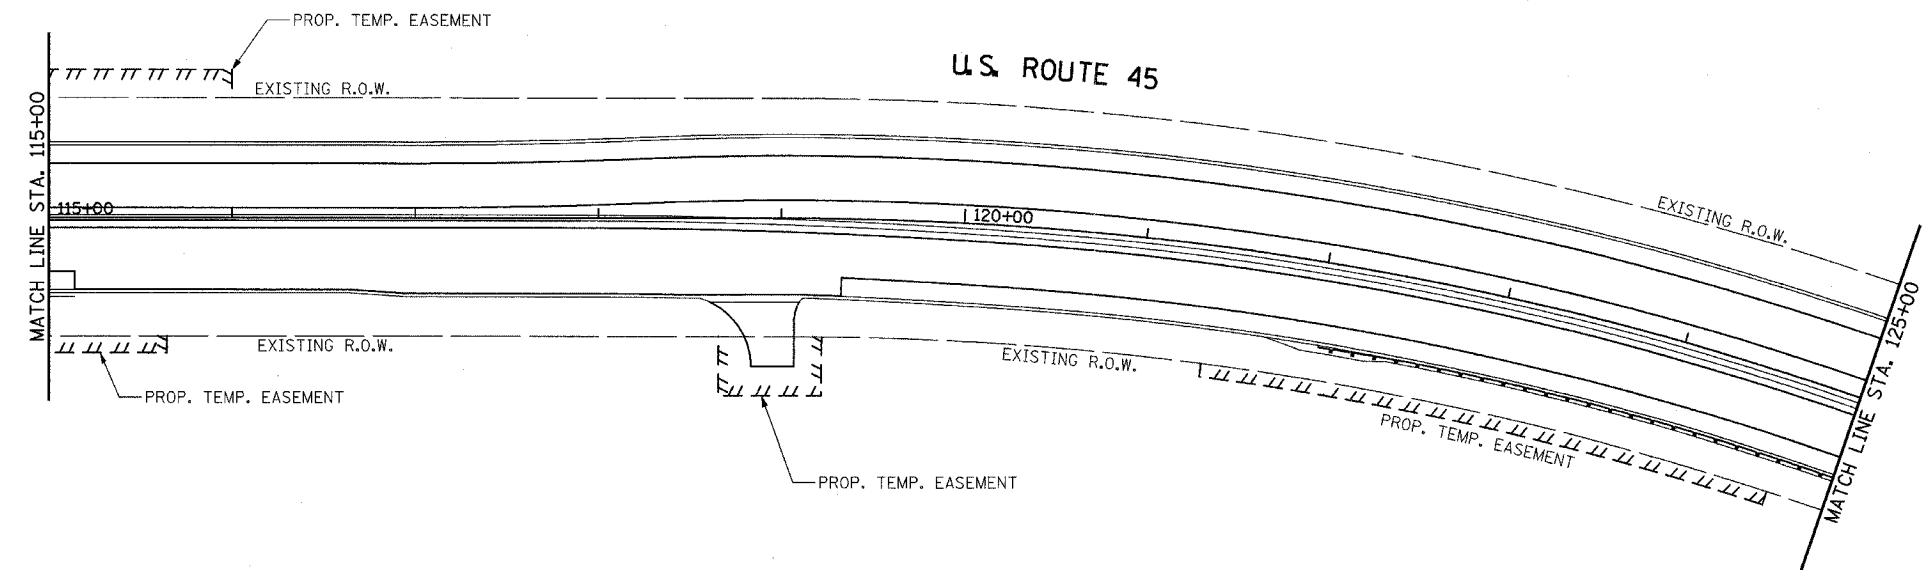 PROP. TEMP. EASEMENT
U.S. ROUTE 45
EXISTING R.O.W.
MATCH LINE STA. 115+00
115+00
120+00
EXISTING R.O.W.
MATCH LINE STA. 125+00
EXISTING R.O.W.
EXISTING R.O.W.
PROP. TEMP. EASEMENT
PROP. TEMP. EASEMENT
PROP. TEMP. EASEMENT